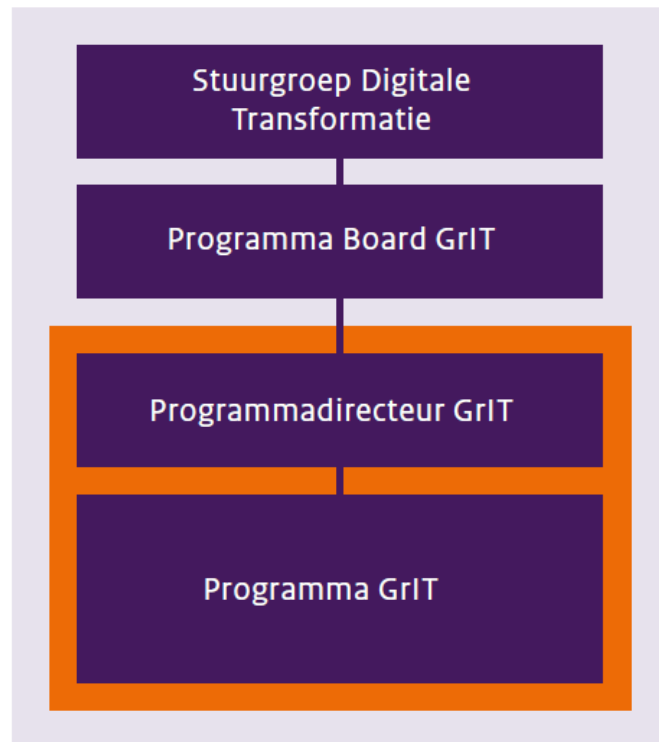 Stuurgroep Digitale
Transformatie
Programma Board GrIT
Programmadirecteur GrIT
Programma GrIT